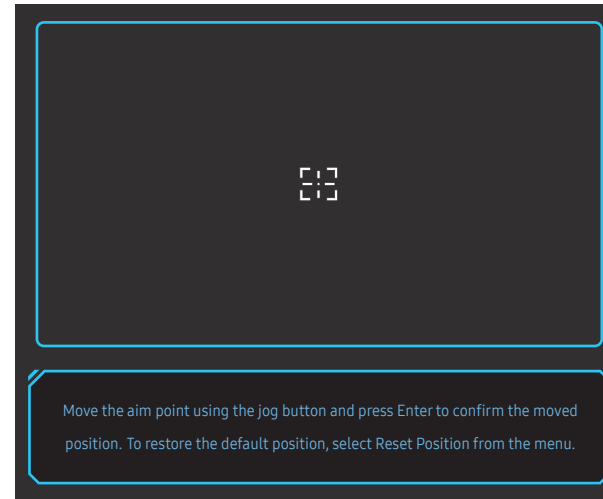 Move the aim point using the jog button and press Enter to confirm the moved
position. To restore the default position, select Reset Position from the menu.